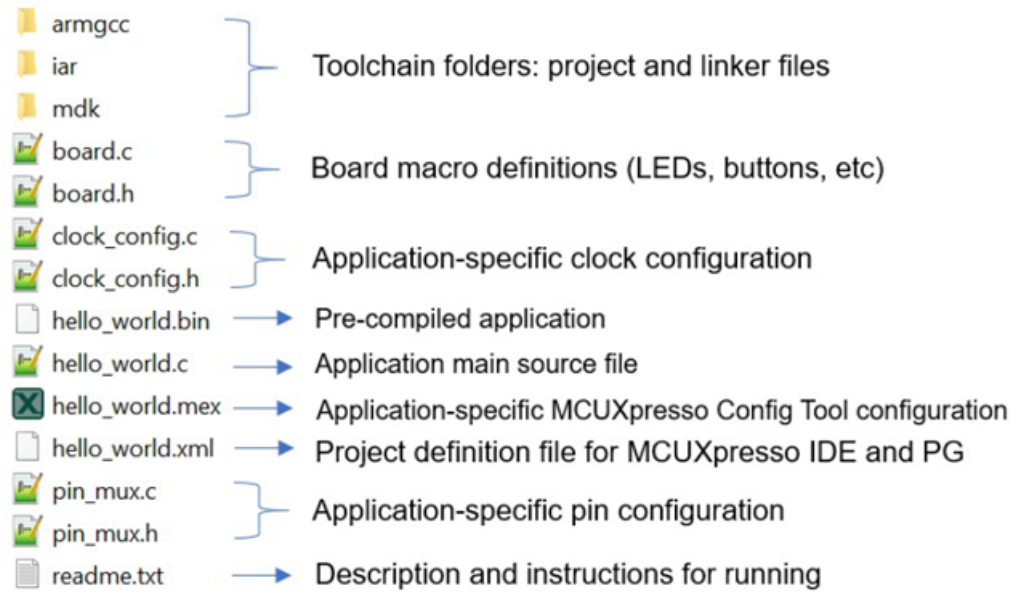 armgcc
iar
mdk
Toolchain folders: project and linker files
board.c
board.h
Board macro definitions (LEDs, buttons, etc)
clock_config.c
clock_config.h
Application-specific clock configuration
hello_world.bin Pre-compiled application
hello_world.c Application main source file
hello_world.mex Application-specific MCUXpresso Config Tool configuration
hello_world.xml Project definition file for MCUXpresso IDE and PG
pin_mux.c
pin_mux.h
Application-specific pin configuration
readme.txt Description and instructions for running